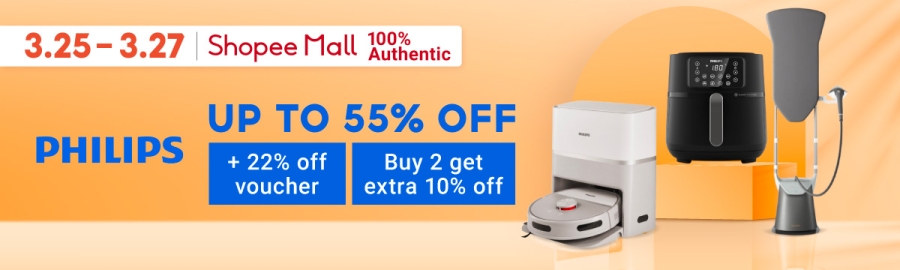 3.25 – 3.27
Shopee Mall
100%
Authentic
PHILIPS
UP TO 55% OFF
+ 22% off
voucher
Buy 2 get
extra 10% off
180